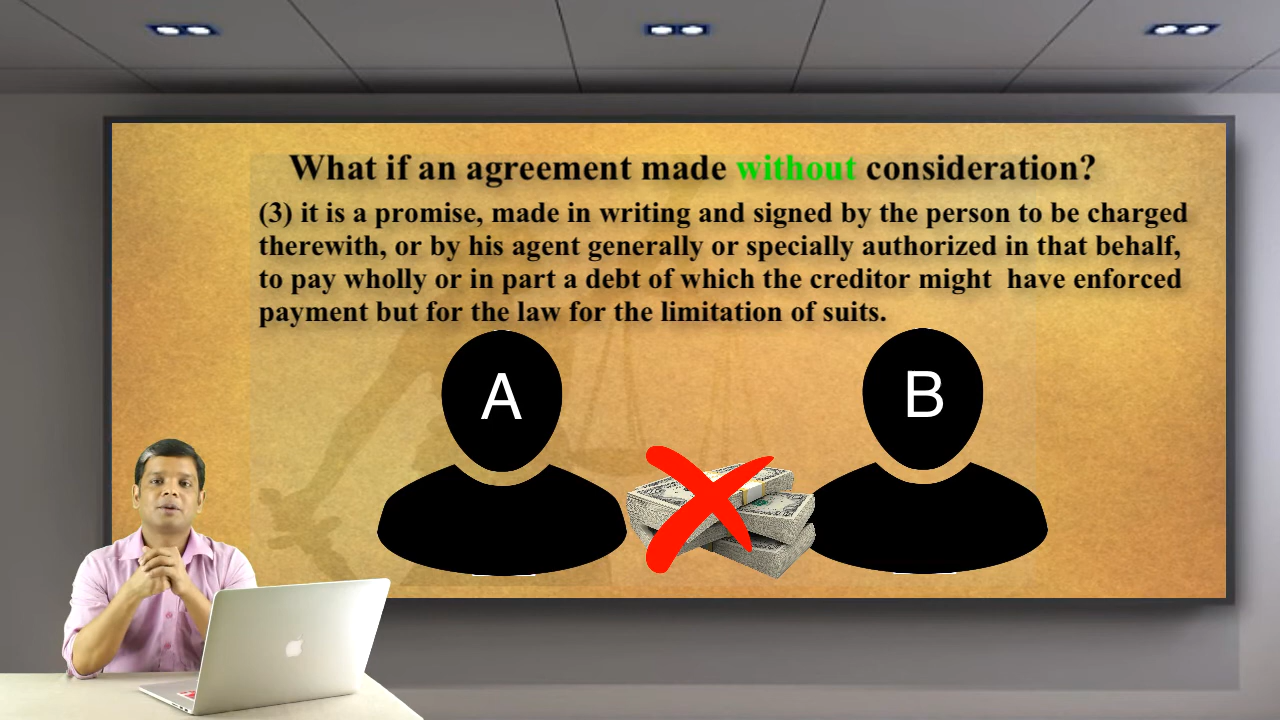 What if an agreement made without consideration?
(3) it is a promise, made in writing and signed by the person to be charged
therewith, or by his agent generally or specially authorized in that behalf,
to pay wholly or in part a debt of which the creditor might have enforced
payment but for the law for the limitation of suits.
A
B